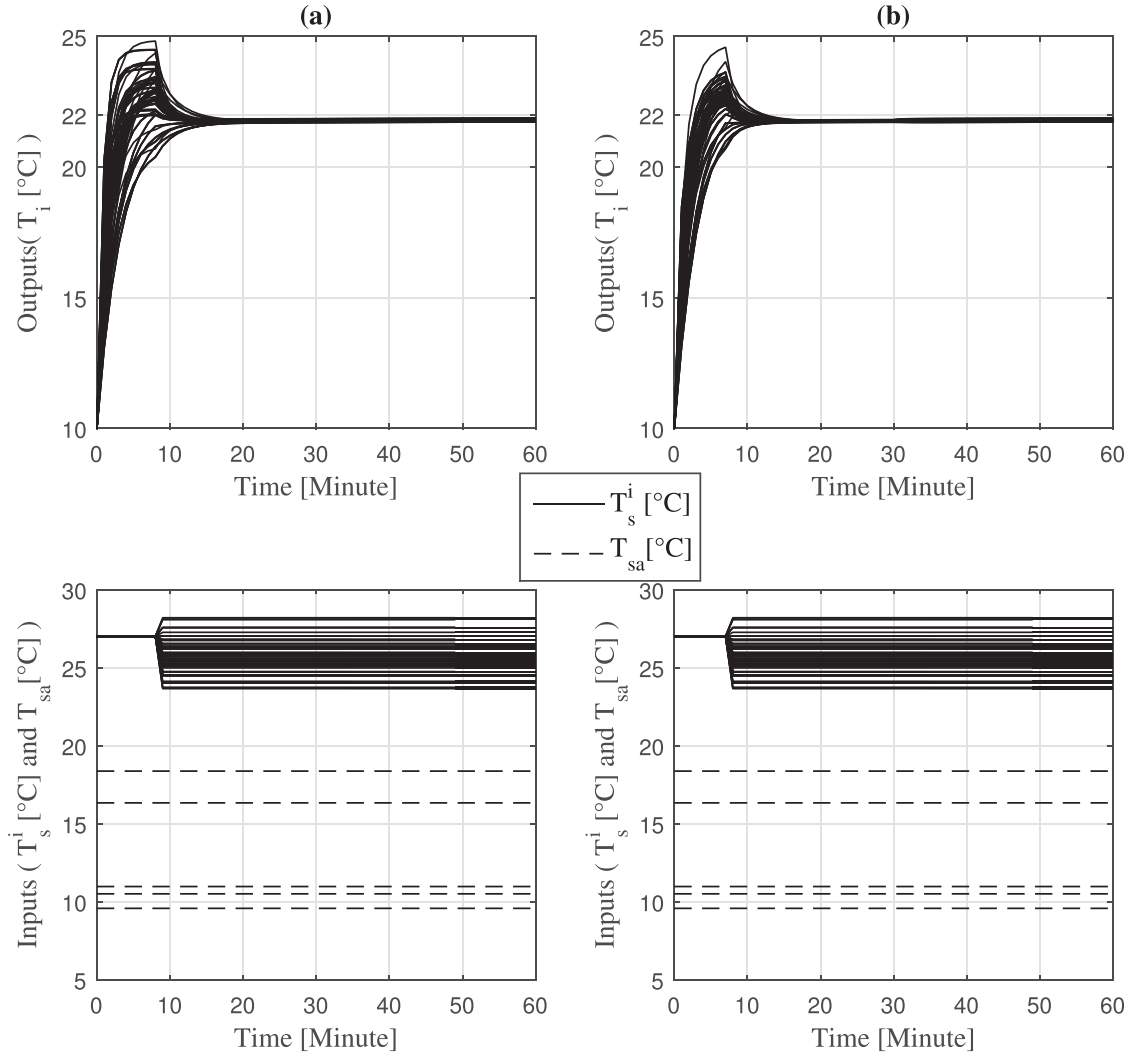 (a)
25
22
20
15
10
Outputs( T_i [°C] )
0 10 20 30 40 50 60
Time [Minute]
(b)
25
22
20
15
10
Outputs( T_i [°C] )
0 10 20 30 40 50 60
Time [Minute]
T_s^i [°C]
T_sa[°C]
30
25
20
15
10
5
Inputs ( T_s^i [°C] and T_sa[°C] )
0 10 20 30 40 50 60
Time [Minute]
30
25
20
15
10
5
Inputs ( T_s^i [°C] and T_sa[°C] )
0 10 20 30 40 50 60
Time [Minute]